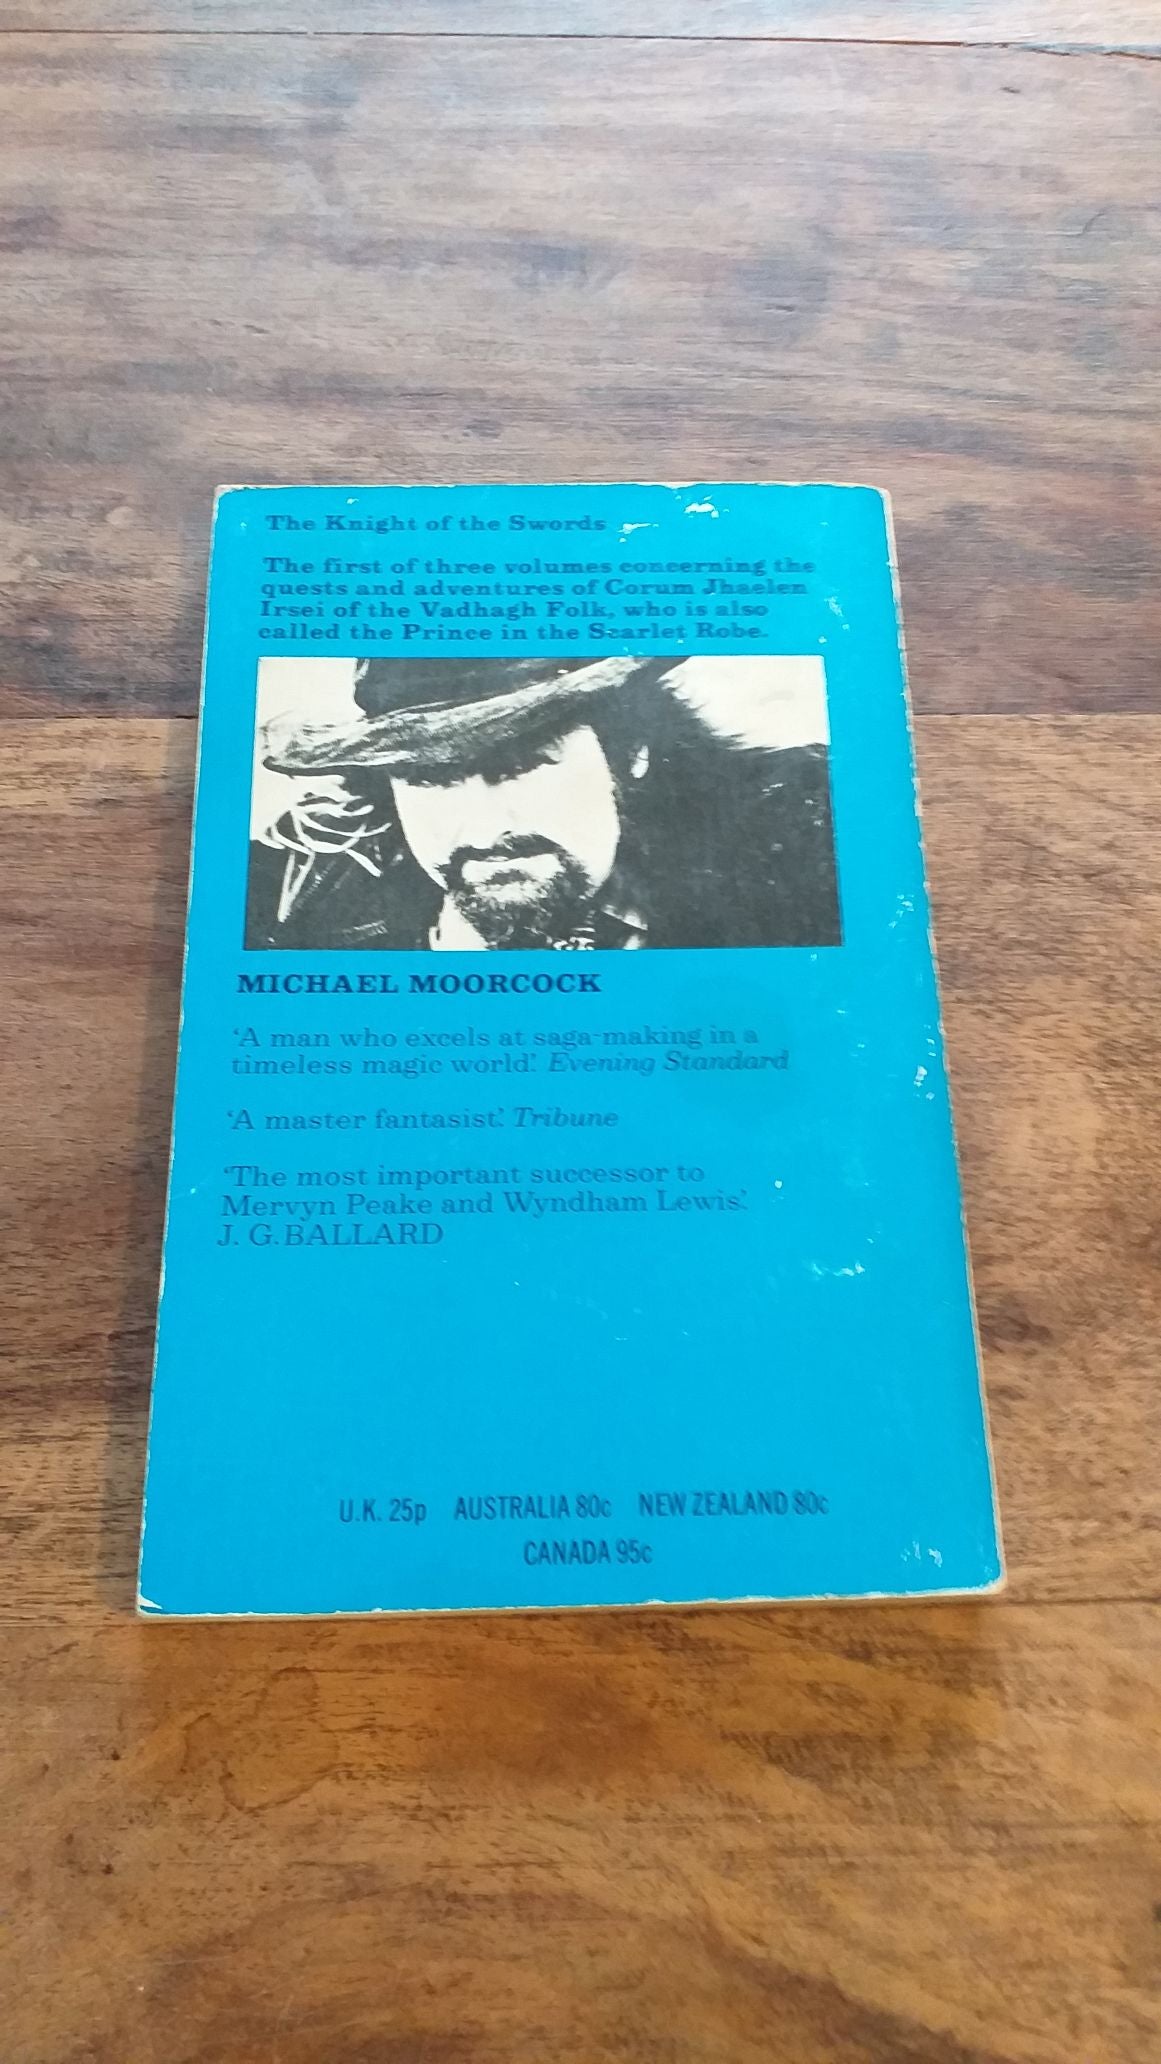 The Knight of the Swords
The first of three volumes concerning the
quests and adventures of Corum Jhaelen
Irsei of the Vadhagh Folk, who is also
called the Prince in the Scarlet Robe.
MICHAEL MOORCOCK
‘A man who excels at saga-making in a
timeless magic world’. Evening Standard
‘A master fantasist’. Tribune
‘The most important successor to
Mervyn Peake and Wyndham Lewis’.
J. G. BALLARD
U.K. 25p AUSTRALIA 80c NEW ZEALAND 80c
CANADA 95c